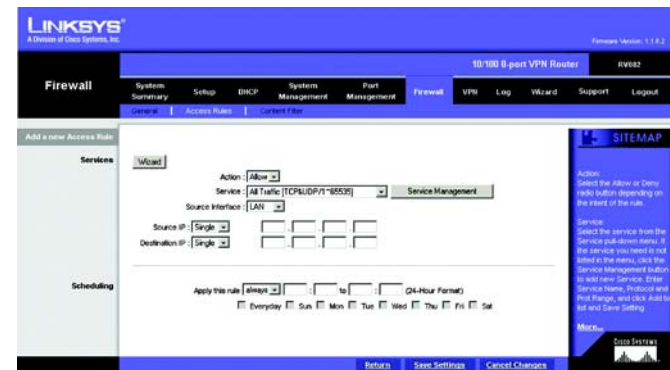 LINKSYS®
A Division of Cisco Systems, Inc.
Firmware Version: 1.1.6.2
10/100 8-port VPN Router
RV082
Firewall
System Summary
Setup
DHCP
System Management
Port Management
Firewall
VPN
Log
Wizard
Support
Logout
General | Access Rules | Content Filter
Add a new Access Rule
SITEMAP
Services
Wizard
Action : Allow
Service : All Traffic [TCP&UDP/1~65535]
Service Management
Source Interface : LAN
Source IP : Single
Destination IP : Single
Scheduling
Apply this rule always : to : (24-Hour Format)
Everyday Sun Mon Tue Wed Thu Fri Sat
Action:
Select the Allow or Deny
radio button depending on
the intent of the rule.
Service:
Select the service from the
Service pull-down menu. If
the service you need is not
listed in the menu, click the
Service Management button
to add new Service. Enter
Service Name, Protocol and
Prot Range, and click Add to
list and Save Setting.
More...
Return
Save Settings
Cancel Changes
CISCO SYSTEMS